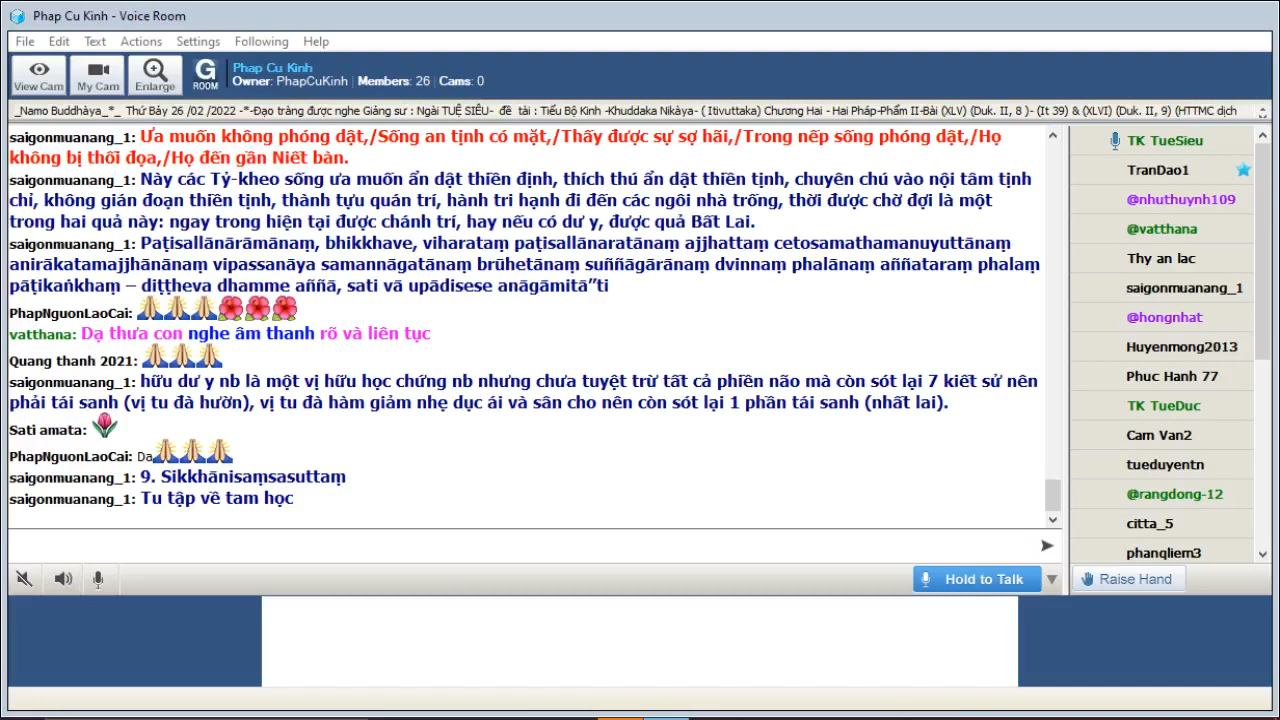 Phap Cu Kinh - Voice Room
File Edit Text Actions Settings Following Help
View Cam My Cam Enlarge G ROOM
Phap Cu Kinh
Owner: PhapCuKinh | Members: 26 | Cams: 0
_Namo Buddhàya_*_ Thứ Bảy 26 /02 /2022 -*-Đạo tràng được nghe Giảng sư : Ngài TUỆ SIÊU- đề tài : Tiểu Bộ Kinh -Khuddaka Nikàya- ( Itivuttaka) Chương Hai - Hai Pháp-Phẩm II-Bài (XLV) (Duk. II, 8 )- (It 39) & (XLVI) (Duk. II, 9) (HTTMC dịch
saigonmuanang_1: Ưa muốn không phóng dật,/Sống an tịnh có mặt,/Thấy được sự sợ hãi,/Trong nếp sống phóng dật,/Họ
không bị thối đọa,/Họ đến gần Niết bàn.
saigonmuanang_1: Này các Tỷ-kheo sống ưa muốn ẩn dật thiền định, thích thú ẩn dật thiền tịnh, chuyên chú vào nội tâm tịnh
chỉ, không gián đoạn thiền tịnh, thành tựu quán trí, hành tri hạnh đi đến các ngôi nhà trống, thời được chờ đợi là một
trong hai quả này: ngay trong hiện tại được chánh trí, hay nếu có dư y, được quả Bất Lai.
saigonmuanang_1: Paṭisallānārāmānaṃ, bhikkhave, viharataṃ paṭisallānaratānaṃ ajjhattaṃ cetosamathamanuyuttānaṃ
anirākatamajjhānānaṃ vipassanāya samannāgatānaṃ brūhetānaṃ suññāgārānaṃ dvinnaṃ phalānaṃ aññataraṃ phalaṃ
pāṭikaṅkhaṃ – diṭṭheva dhamme aññā, sati vā upādisese anāgāmitā”ti
PhapNguonLaoCai:
vatthana: Dạ thưa con nghe âm thanh rõ và liên tục
Quang thanh 2021:
saigonmuanang_1: hữu dư y nb là một vị hữu học chứng nb nhưng chưa tuyệt trừ tất cả phiền não mà còn sót lại 7 kiết sử nên
phải tái sanh (vị tu đà hườn), vị tu đà hàm giảm nhẹ dục ái và sân cho nên còn sót lại 1 phần tái sanh (nhất lai).
Sati amata:
PhapNguonLaoCai: Da
saigonmuanang_1: 9. Sikkhānisaṃsasuttaṃ
saigonmuanang_1: Tu tập về tam học
TK TueSieu
TranDao1
@nhuthuynh109
@vatthana
Thy an lac
saigonmuanang_1
@hongnhat
Huyenmong2013
Phuc Hanh 77
TK TueDuc
Cam Van2
tueduyentn
@rangdong-12
citta_5
phanqliem3
Hold to Talk
Raise Hand